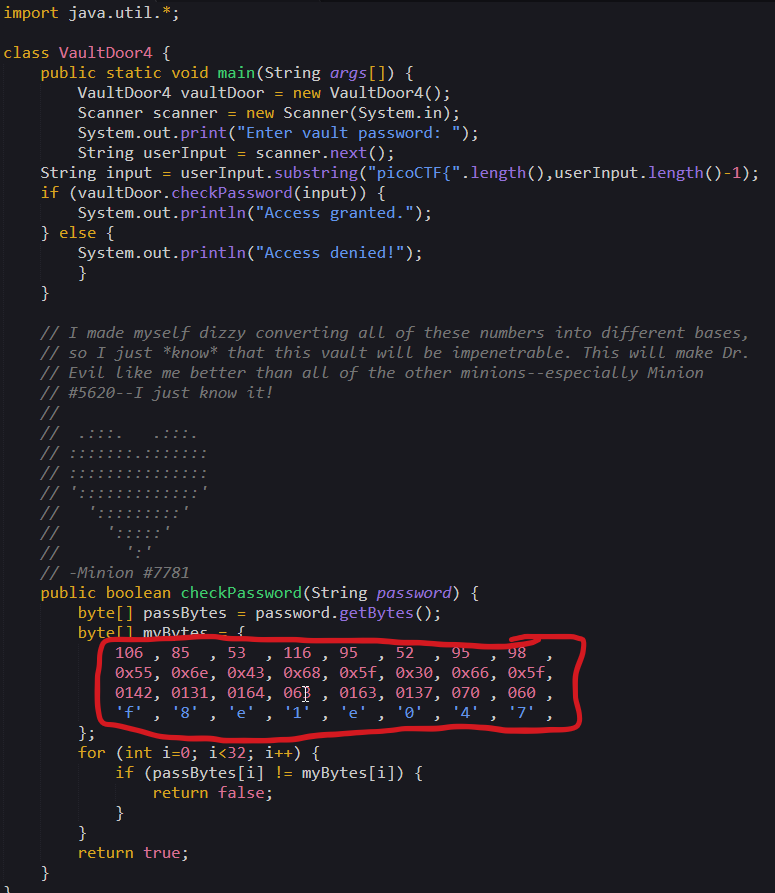 import java.util.*;
class VaultDoor4 {
    public static void main(String args[]) {
        VaultDoor4 vaultDoor = new VaultDoor4();
        Scanner scanner = new Scanner(System.in);
        System.out.print("Enter vault password: ");
        String userInput = scanner.next();
    String input = userInput.substring("picoCTF{".length(),userInput.length()-1);
    if (vaultDoor.checkPassword(input)) {
        System.out.println("Access granted.");
    } else {
        System.out.println("Access denied!");
        }
    }
    // I made myself dizzy converting all of these numbers into different bases,
    // so I just *know* that this vault will be impenetrable. This will make Dr.
    // Evil like me better than all of the other minions--especially Minion
    // #5620--I just know it!
    //
    //  .:::.   .:::.
    // :::::::.:::::::
    // :::::::::::::::
    // ':::::::::::::'
    //   ':::::::::'
    //     ':::::'
    //       ':'
    // -Minion #7781
    public boolean checkPassword(String password) {
        byte[] passBytes = password.getBytes();
        byte[] myBytes = {
            106 , 85  , 53  , 116 , 95  , 52  , 95  , 98  ,
            0x55, 0x6e, 0x43, 0x68, 0x5f, 0x30, 0x66, 0x5f,
            0142, 0131, 0164, 063 , 0163, 0137, 070 , 060 ,
            'f' , '8' , 'e' , '1' , 'e' , '0' , '4' , '7' ,
        };
        for (int i=0; i<32; i++) {
            if (passBytes[i] != myBytes[i]) {
                return false;
            }
        }
        return true;
    }
}